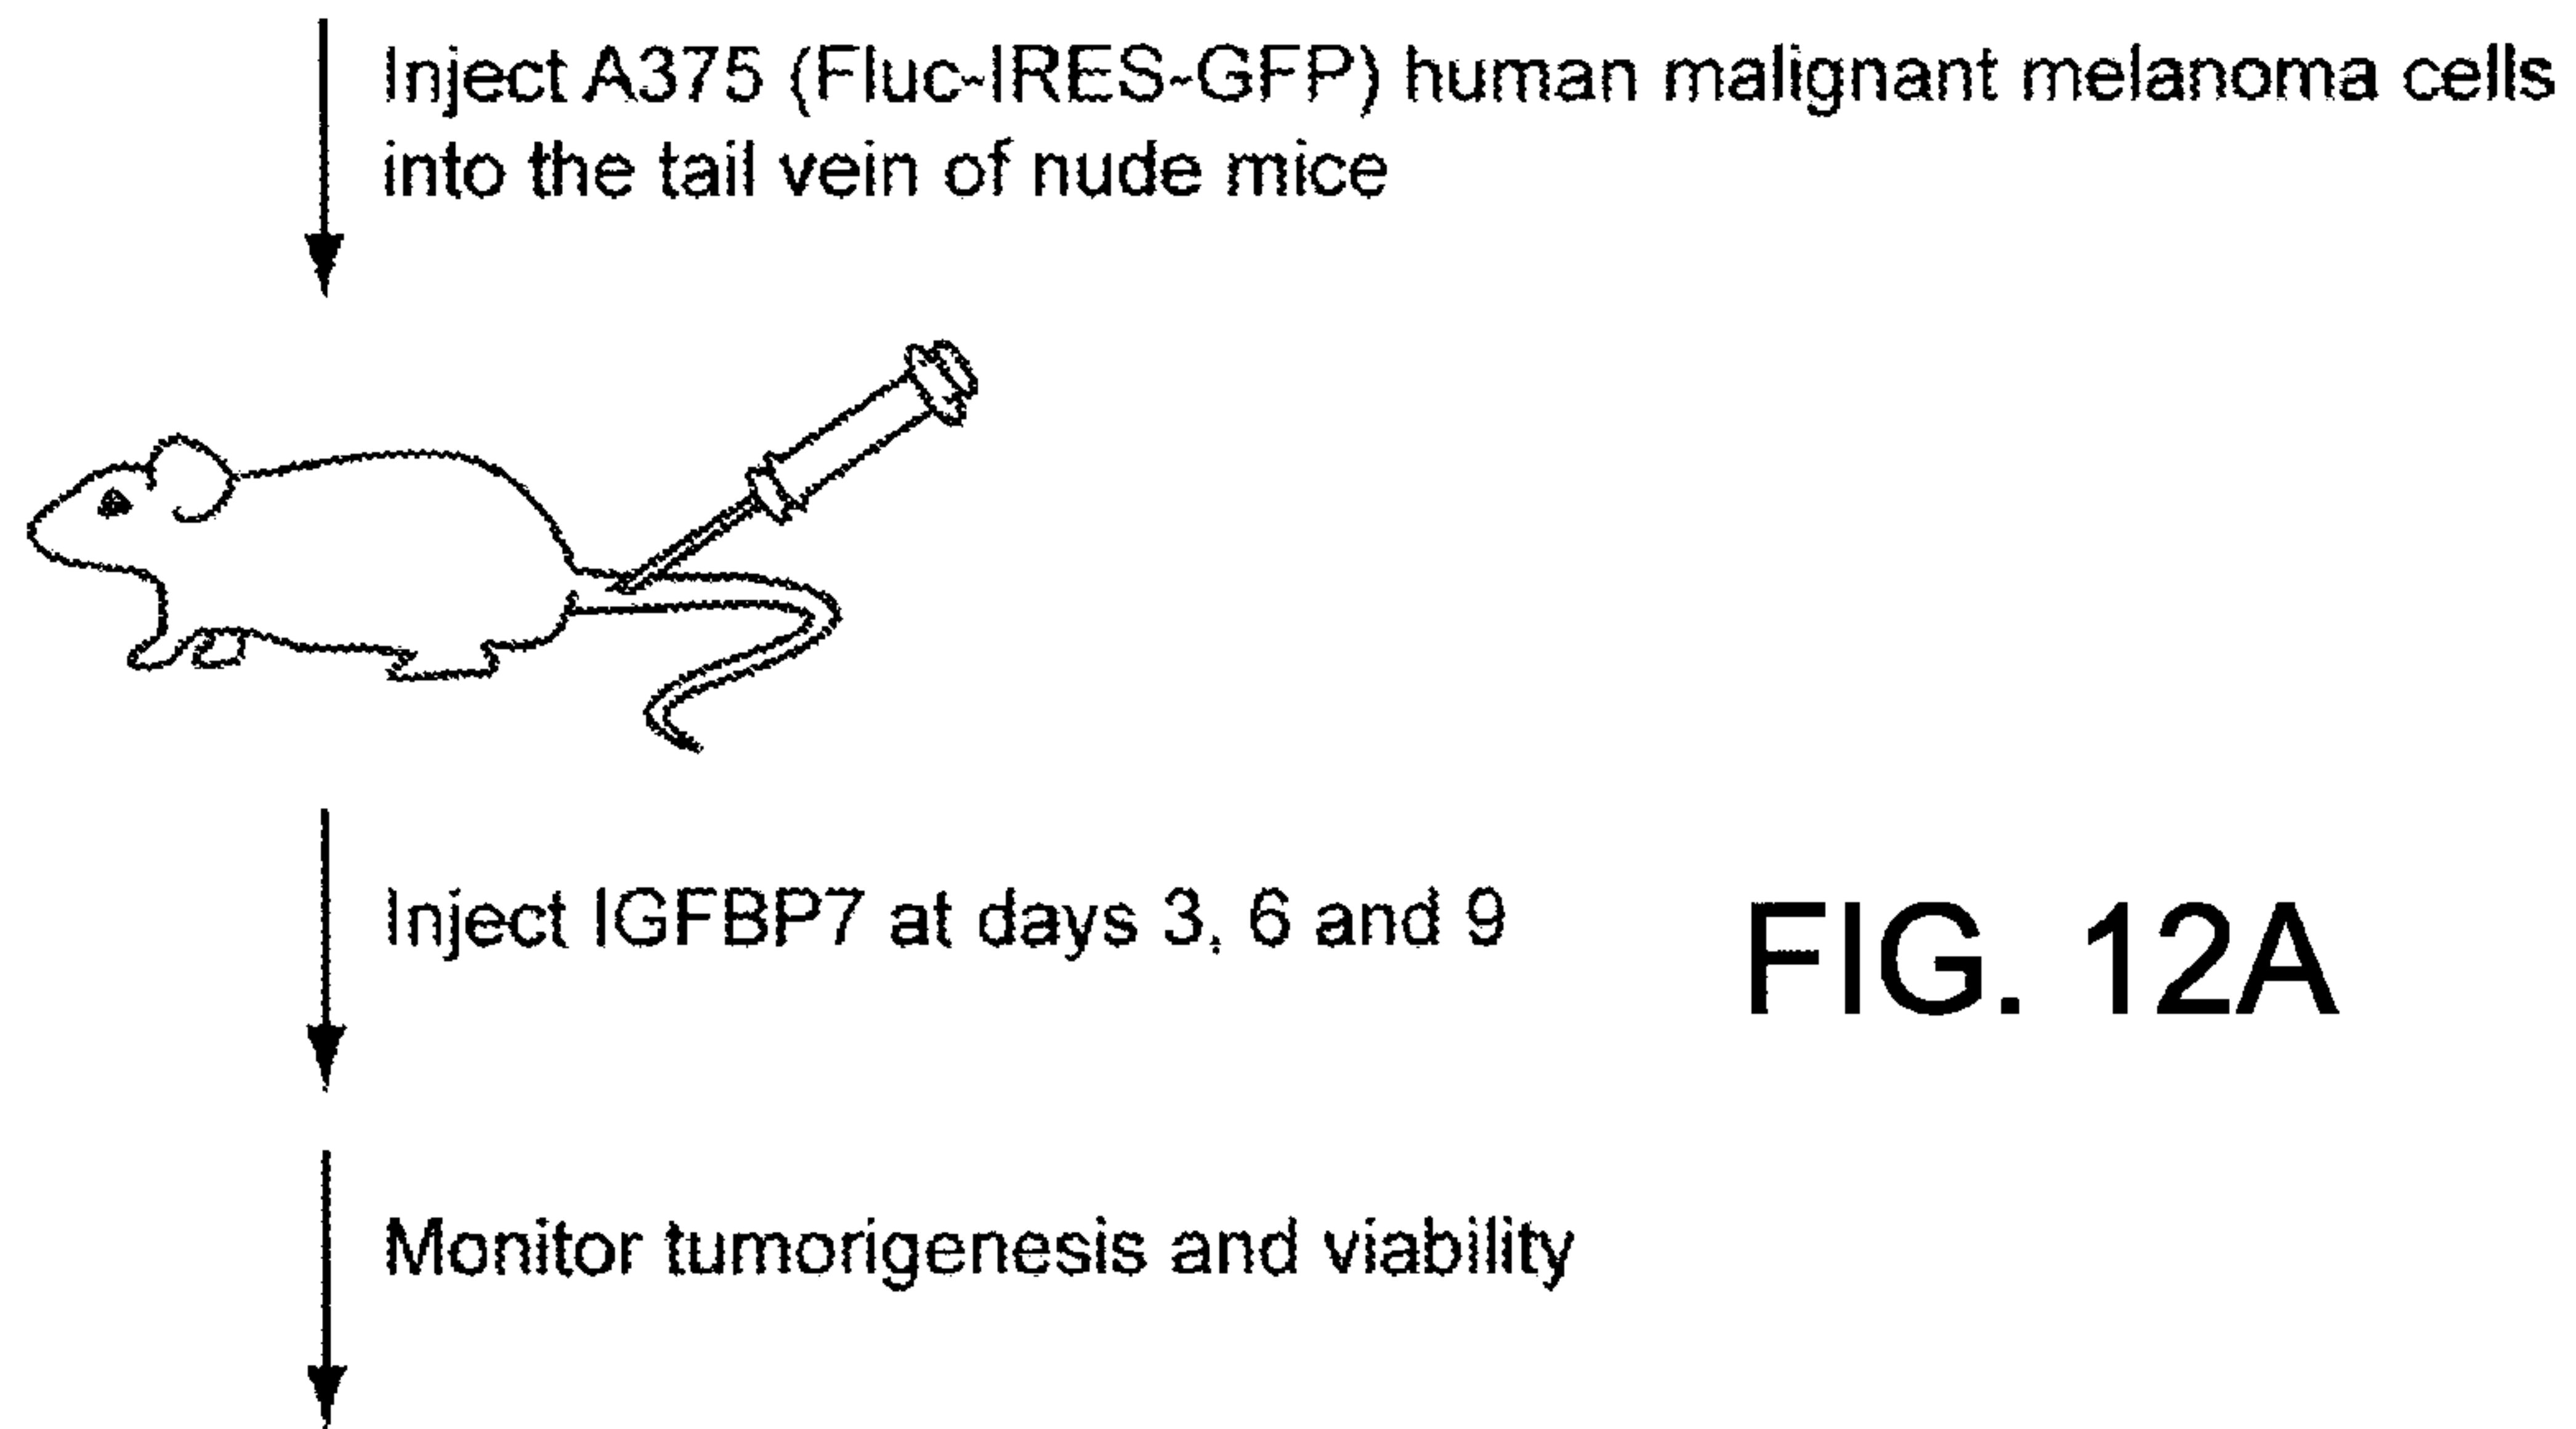 Inject A375 (Fluc-IRES-GFP) human malignant melanoma cells
into the tail vein of nude mice
Inject IGFBP7 at days 3, 6 and 9
FIG. 12A
Monitor tumorigenesis and viability